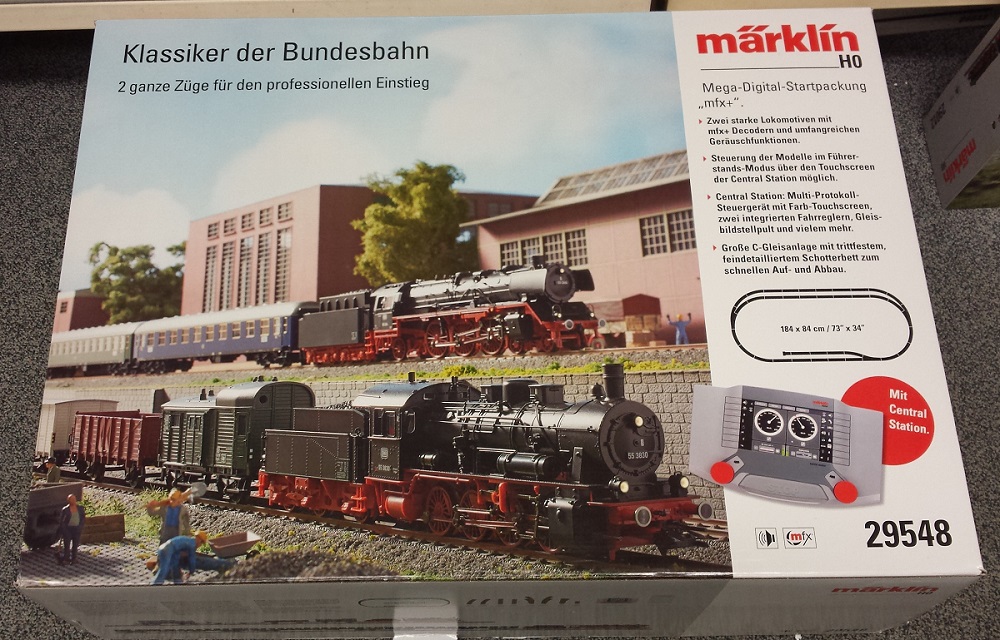 Klassiker der Bundesbahn
2 ganze Züge für den professionellen Einstieg
märklin
H0
Mega-Digital-Startpackung
„mfx+“.
Zwei starke Lokomotiven mit
mfx+ Decodern und umfangreichen
Geräuschfunktionen.
Steuerung der Modelle im Führer-
stands-Modus über den Touchscreen
der Central Station möglich.
Central Station: Multi-Protokoll-
Steuergerät mit Farb-Touchscreen,
zwei integrierten Fahrreglern, Gleis-
bildstellpult und vielem mehr.
Große C-Gleisanlage mit trittfestem,
feindetailliertem Schotterbett zum
schnellen Auf- und Abbau.
184 x 84 cm / 73" x 34"
Mit
Central
Station.
55 3830
mfx
29548
märklin
märklin